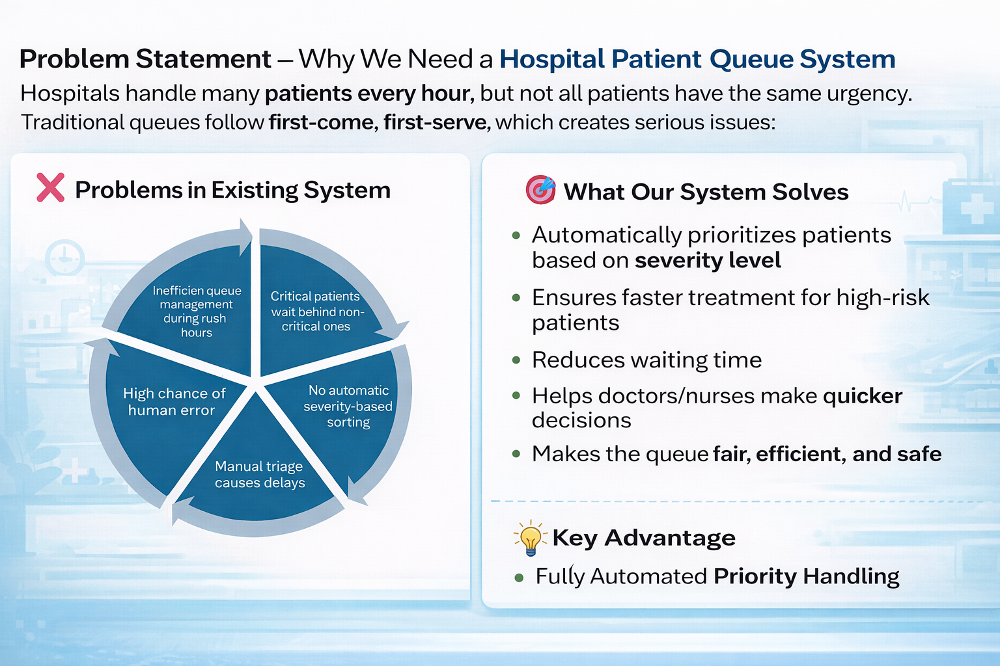 Problem Statement – Why We Need a Hospital Patient Queue System
Hospitals handle many patients every hour, but not all patients have the same urgency.
Traditional queues follow first-come, first-serve, which creates serious issues:
Problems in Existing System
Inefficien queue
management
during rush
hours
Critical patients
wait behind non-
critical ones
No automatic
severity-based
sorting
Manual triage
causes delays
High chance of
human error
What Our System Solves
• Automatically prioritizes patients
based on severity level
• Ensures faster treatment for high-risk
patients
• Reduces waiting time
• Helps doctors/nurses make quicker
decisions
• Makes the queue fair, efficient, and safe
Key Advantage
• Fully Automated Priority Handling